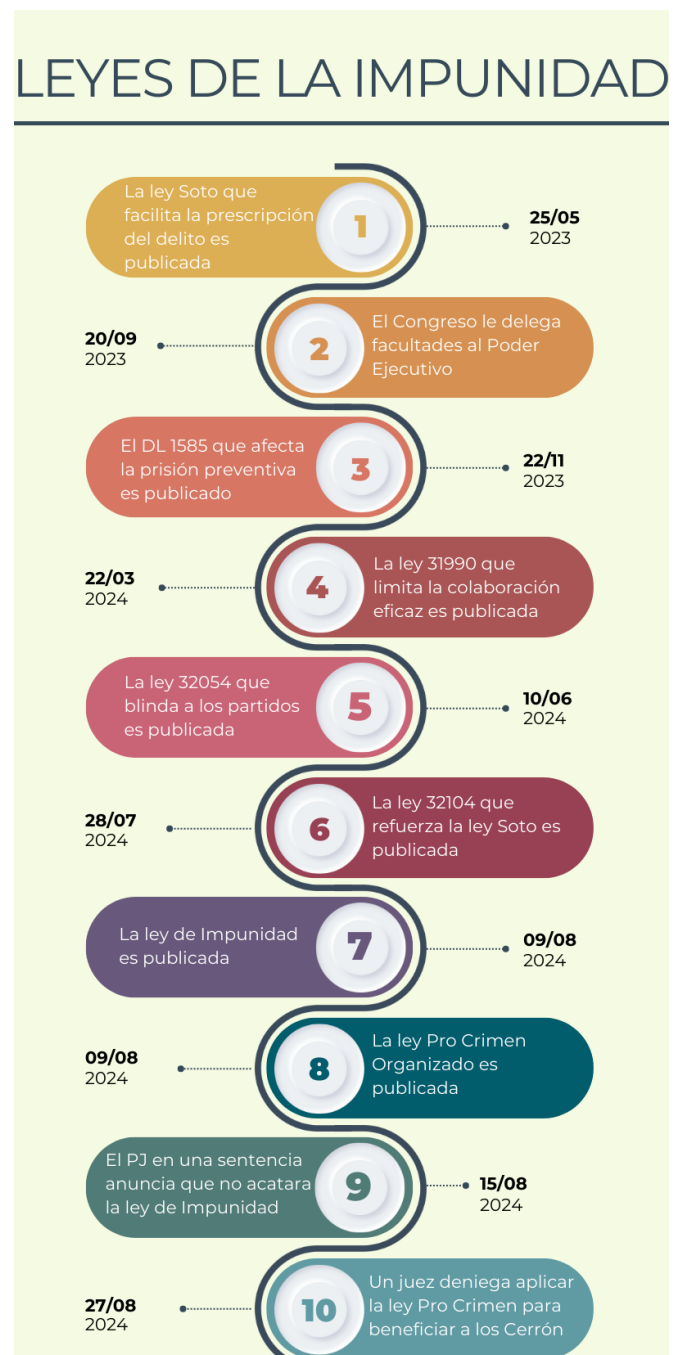 LEYES DE LA IMPUNIDAD
La ley Soto que
facilita la prescripción
del delito es
publicada
1
25/05
2023
20/09
2023
2
El Congreso le delega
facultades al Poder
Ejecutivo
El DL 1585 que afecta
la prisión preventiva
es publicado
3
22/11
2023
22/03
2024
4
La ley 31990 que
limita la colaboración
eficaz es publicada
La ley 32054 que
blinda a los partidos
es publicada
5
10/06
2024
28/07
2024
6
La ley 32104 que
refuerza la ley Soto es
publicada
La ley de Impunidad
es publicada
7
09/08
2024
09/08
2024
8
La ley Pro Crimen
Organizado es
publicada
El PJ en una sentencia
anuncia que no acatara
la ley de Impunidad
9
15/08
2024
27/08
2024
10
Un juez deniega aplicar
la ley Pro Crimen para
beneficiar a los Cerrón